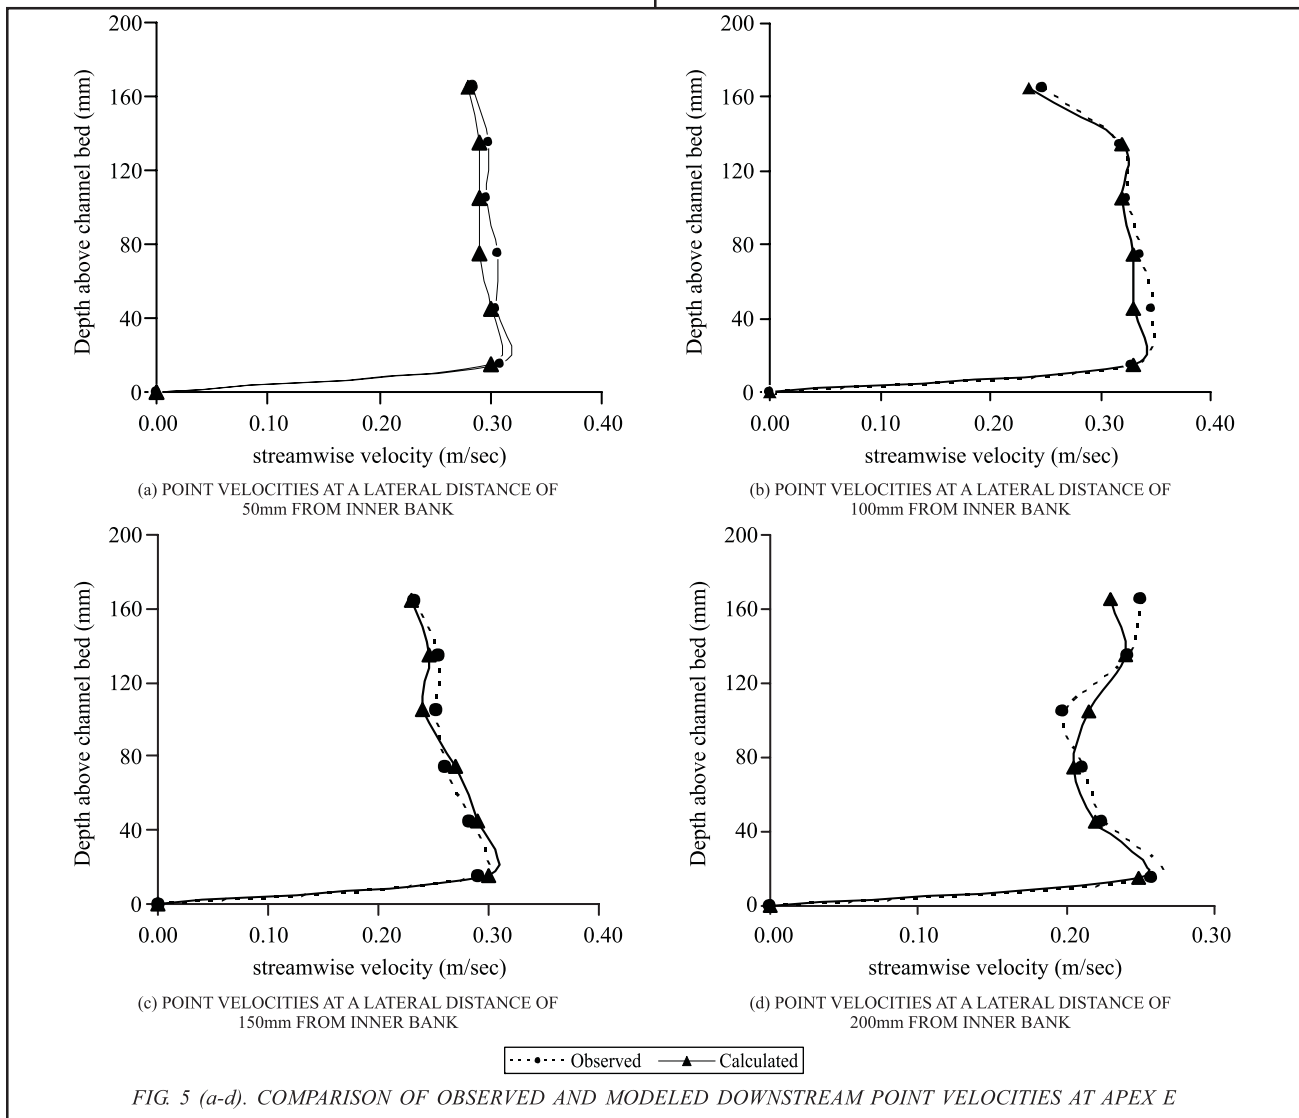 200
160
120
80
40
0
Depth above channel bed (mm)
0.00 0.10 0.20 0.30 0.40
streamwise velocity (m/sec)
(a) POINT VELOCITIES AT A LATERAL DISTANCE OF
50mm FROM INNER BANK
200
160
120
80
40
0
Depth above channel bed (mm)
0.00 0.10 0.20 0.30 0.40
streamwise velocity (m/sec)
(b) POINT VELOCITIES AT A LATERAL DISTANCE OF
100mm FROM INNER BANK
200
160
120
80
40
0
Depth above channel bed (mm)
0.00 0.10 0.20 0.30 0.40
streamwise velocity (m/sec)
(c) POINT VELOCITIES AT A LATERAL DISTANCE OF
150mm FROM INNER BANK
200
160
120
80
40
0
Depth above channel bed (mm)
0.00 0.10 0.20 0.30
streamwise velocity (m/sec)
(d) POINT VELOCITIES AT A LATERAL DISTANCE OF
200mm FROM INNER BANK
Observed Calculated
FIG. 5 (a-d). COMPARISON OF OBSERVED AND MODELED DOWNSTREAM POINT VELOCITIES AT APEX E